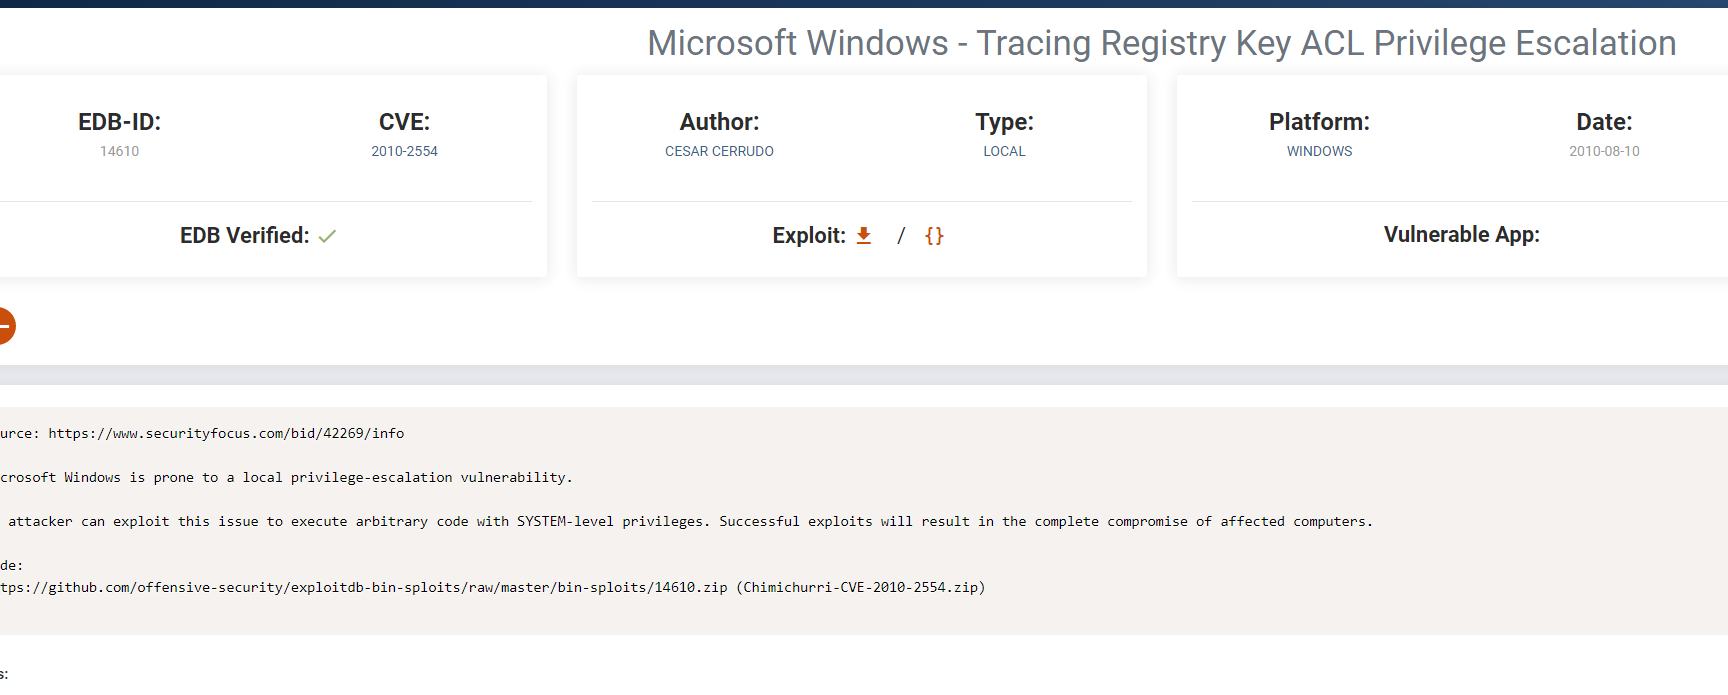 Microsoft Windows - Tracing Registry Key ACL Privilege Escalation
EDB-ID:
14610
CVE:
2010-2554
EDB Verified:
Author:
CESAR CERRUDO
Type:
LOCAL
Exploit: / {}
Platform:
WINDOWS
Date:
2010-08-10
Vulnerable App:
urce: https://www.securityfocus.com/bid/42269/info
crosoft Windows is prone to a local privilege-escalation vulnerability.
attacker can exploit this issue to execute arbitrary code with SYSTEM-level privileges. Successful exploits will result in the complete compromise of affected computers.
de:
tps://github.com/offensive-security/exploitdb-bin-sploits/raw/master/bin-sploits/14610.zip (Chimichurri-CVE-2010-2554.zip)
s: